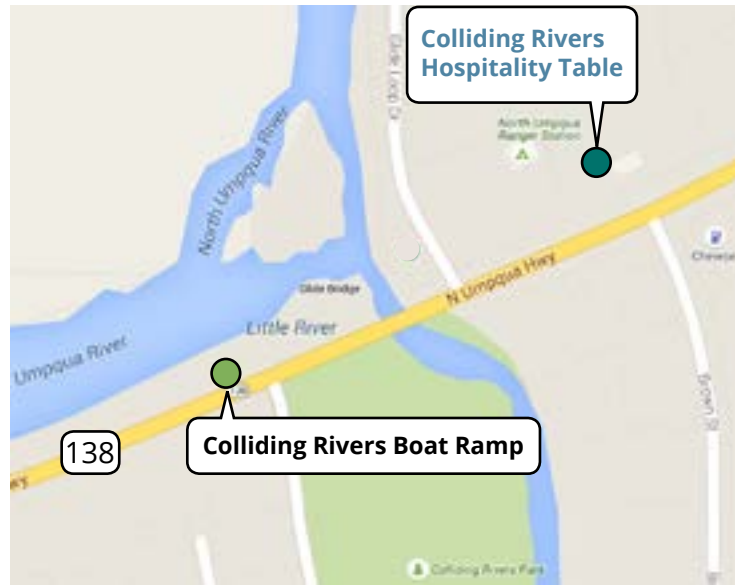 Colliding Rivers
Hospitality Table
Glide Loop Dr
North Umpqua
Ranger Station
North Umpqua River
N Umpqua Hwy
Glide Bridge
Little River
Umpqua River
138
Colliding Rivers Boat Ramp
Brown St
Colliding Rivers Park